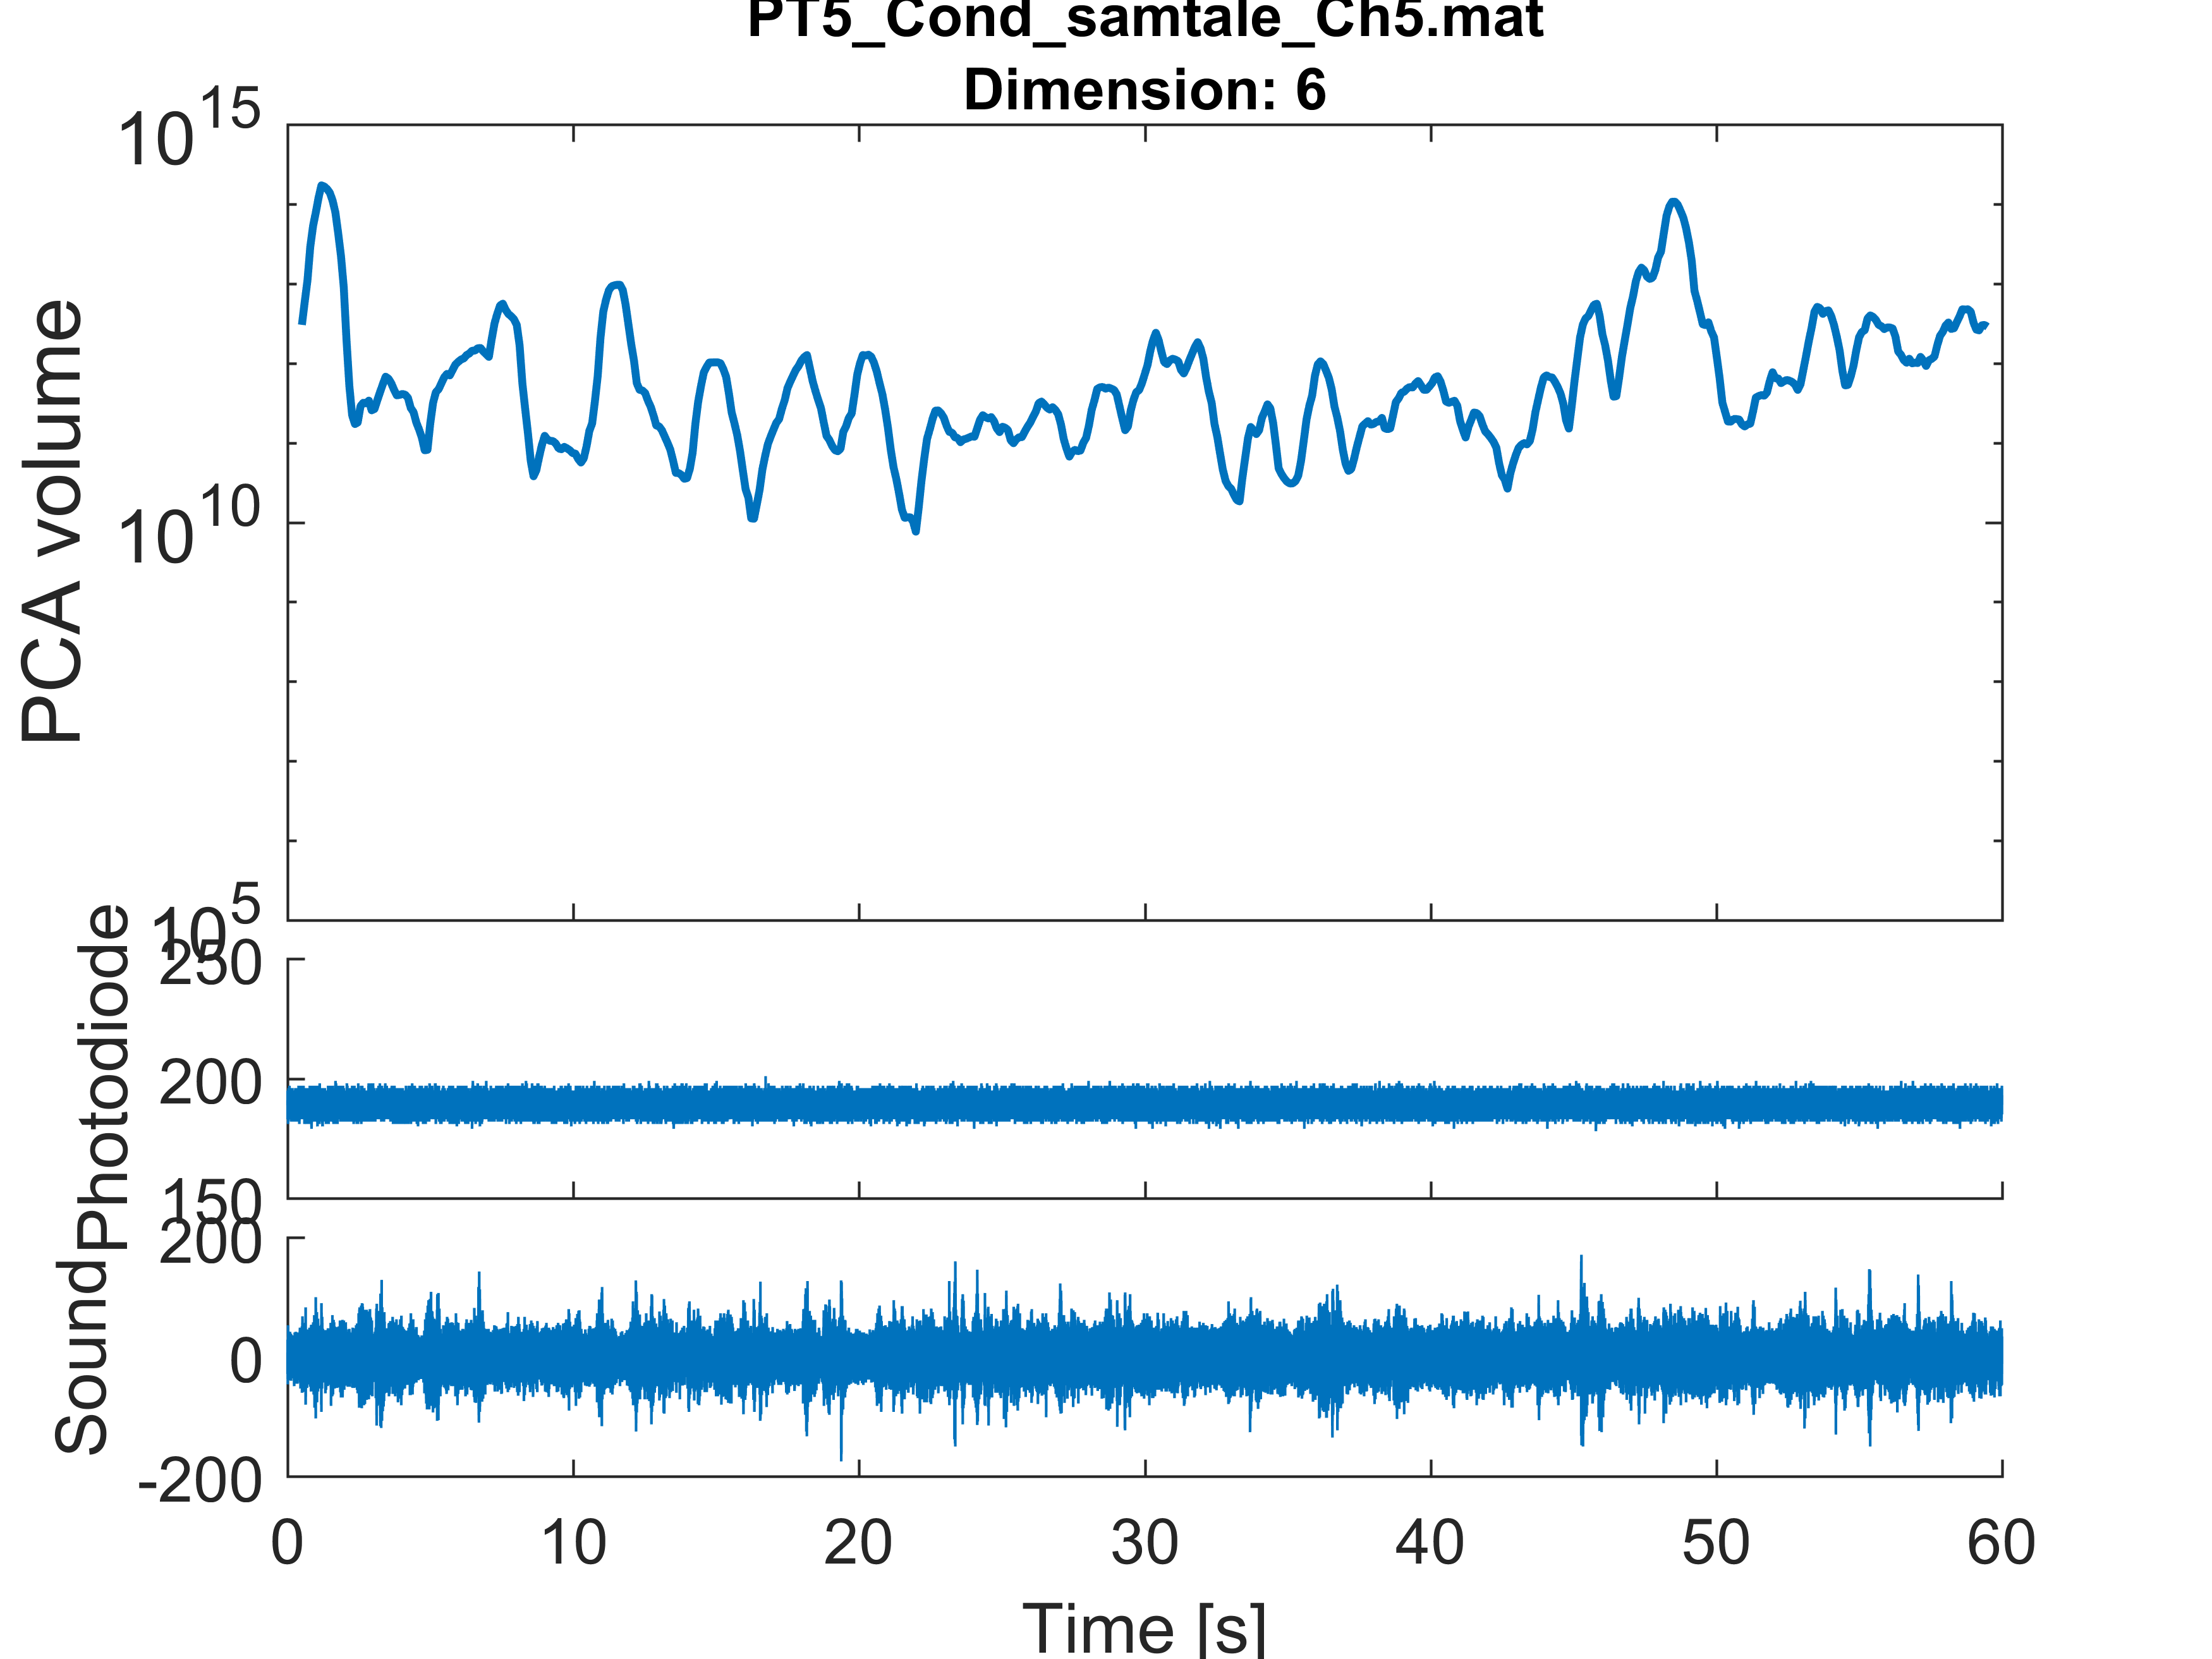 PT5_Cond_samtale_Ch5.mat
Dimension: 6
PCA volume
10^15
10^10
10^5
Photodiode
250
200
150
Sound
200
0
-200
0 10 20 30 40 50 60
Time [s]